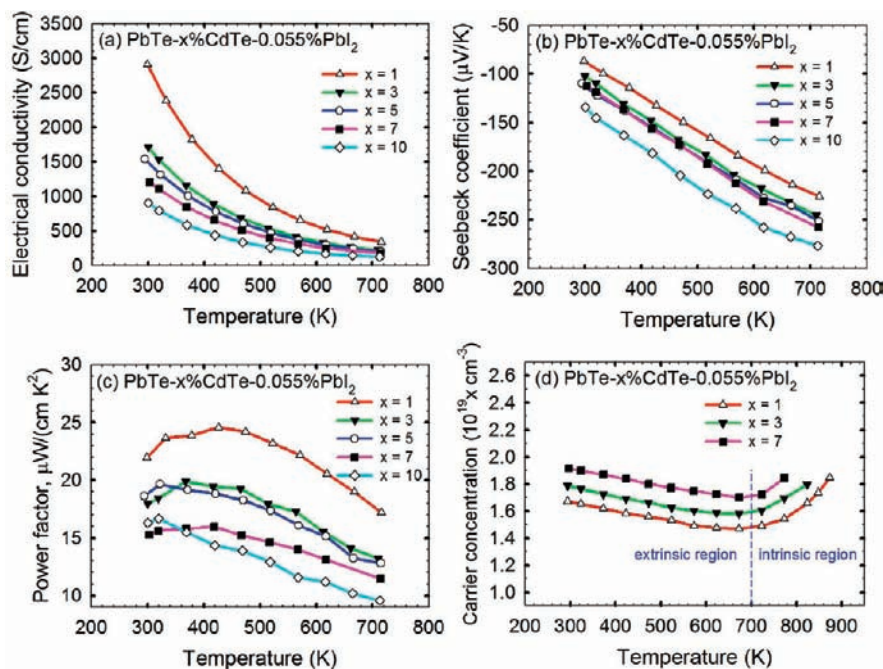 (a) PbTe-x%CdTe-0.055%PbI₂
Electrical conductivity (S/cm)
3500
3000
2500
2000
1500
1000
500
0
x = 1
x = 3
x = 5
x = 7
x = 10
200 300 400 500 600 700 800
Temperature (K)
(b) PbTe-x%CdTe-0.055%PbI₂
Seebeck coefficient (µV/K)
-50
-100
-150
-200
-250
-300
x = 1
x = 3
x = 5
x = 7
x = 10
200 300 400 500 600 700 800
Temperature (K)
(c) PbTe-x%CdTe-0.055%PbI₂
Power factor, µW/(cm K²)
30
25
20
15
10
x = 1
x = 3
x = 5
x = 7
x = 10
200 300 400 500 600 700 800
Temperature (K)
(d) PbTe-x%CdTe-0.055%PbI₂
Carrier concentration (10¹⁹x cm⁻³)
2.6
2.4
2.2
2.0
1.8
1.6
1.4
1.2
1.0
x = 1
x = 3
x = 7
extrinsic region
intrinsic region
200 300 400 500 600 700 800 900
Temperature (K)